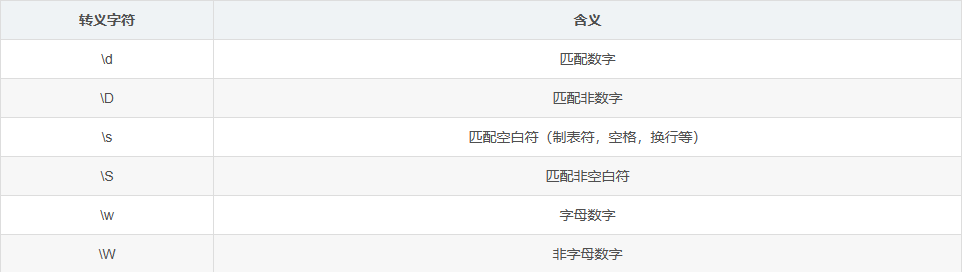 转义字符 含义
\d 匹配数字
\D 匹配非数字
\s 匹配空白符（制表符，空格，换行等）
\S 匹配非空白符
\w 字母数字
\W 非字母数字